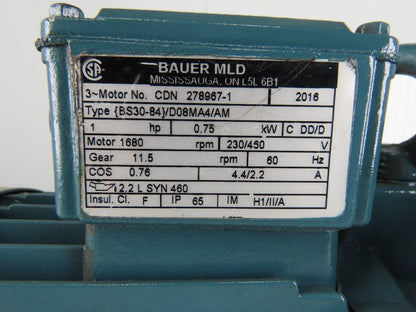 BAUER MLD
MISSISSAUGA, ON L5L 6B1
3~Motor No. CDN 278967-1 2016
Type {BS30-84}/D08MA4/AM
1 hp 0.75 kW C DD/D
Motor 1680 rpm 230/460 V
Gear 11.5 rpm 60 Hz
COS 0.76 4.4/2.2 A
2.2 L SYN 460
Insul. Cl. F IP 65 IM H1/II/A